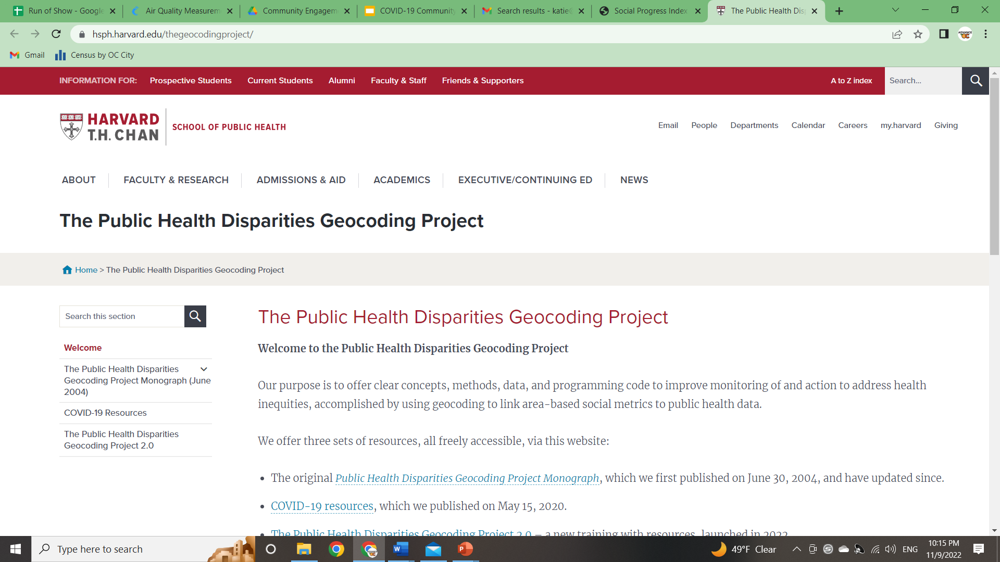 Run of Show - Google
Air Quality Measurem
Community Engagem
COVID-19 Community
Search results - katie@
Social Progress Index
The Public Health Dis
hsph.harvard.edu/thegeocodingproject/
ADVANCE OC
Gmail
Census by OC City
INFORMATION FOR: Prospective Students Current Students Alumni Faculty & Staff Friends & Supporters A to Z index Search...
HARVARD
T.H. CHAN
SCHOOL OF PUBLIC HEALTH
Email People Departments Calendar Careers my.harvard Giving
ABOUT FACULTY & RESEARCH ADMISSIONS & AID ACADEMICS EXECUTIVE/CONTINUING ED NEWS
The Public Health Disparities Geocoding Project
Home > The Public Health Disparities Geocoding Project
Search this section
Welcome
The Public Health Disparities
Geocoding Project Monograph (June
2004)
COVID-19 Resources
The Public Health Disparities
Geocoding Project 2.0
The Public Health Disparities Geocoding Project
Welcome to the Public Health Disparities Geocoding Project
Our purpose is to offer clear concepts, methods, data, and programming code to improve monitoring of and action to address health
inequities, accomplished by using geocoding to link area-based social metrics to public health data.
We offer three sets of resources, all freely accessible, via this website:
• The original Public Health Disparities Geocoding Project Monograph, which we first published on June 30, 2004, and have updated since.
• COVID-19 resources, which we published on May 15, 2020.
• The Public Health Disparities Geocoding Project 2.0 – a new training with resources, launched in 2022
Type here to search
49°F Clear
ENG
10:15 PM
11/9/2022